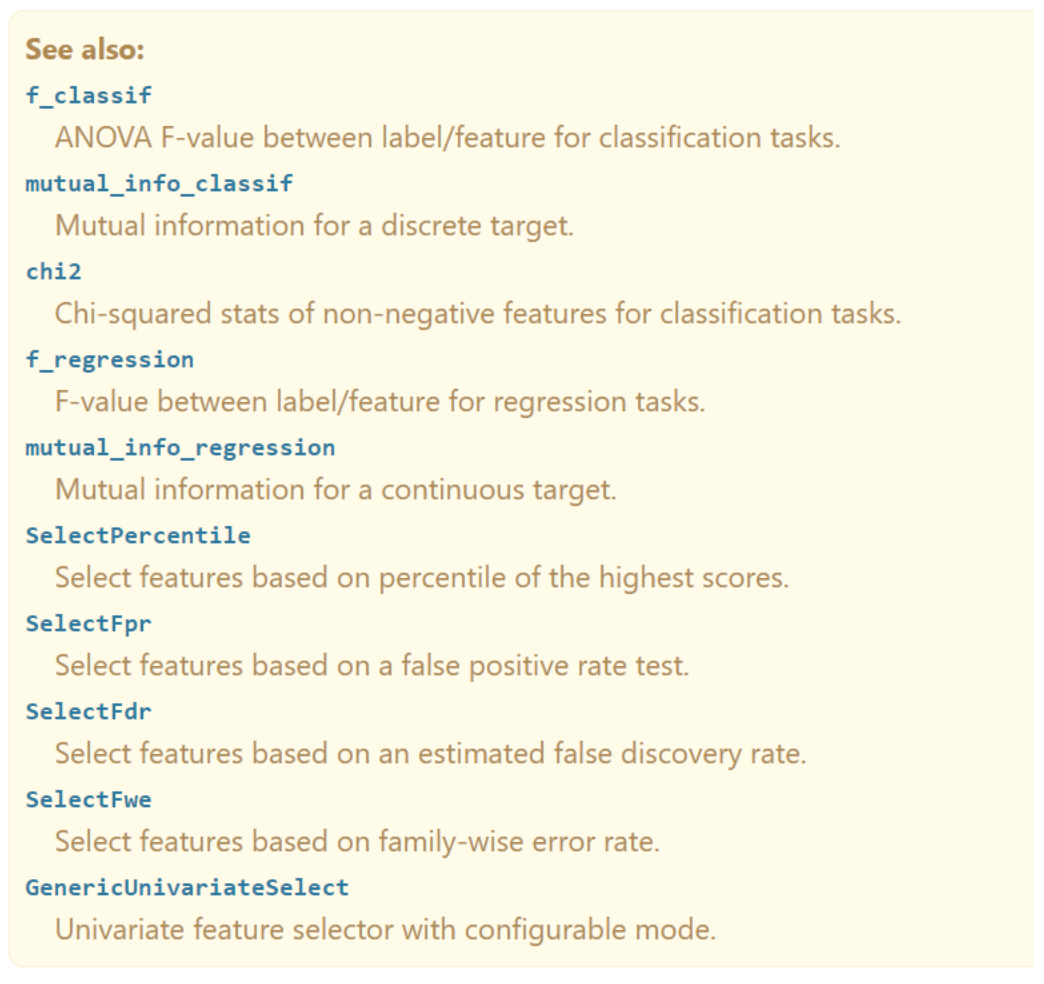 See also:
f_classif
ANOVA F-value between label/feature for classification tasks.
mutual_info_classif
Mutual information for a discrete target.
chi2
Chi-squared stats of non-negative features for classification tasks.
f_regression
F-value between label/feature for regression tasks.
mutual_info_regression
Mutual information for a continuous target.
SelectPercentile
Select features based on percentile of the highest scores.
SelectFpr
Select features based on a false positive rate test.
SelectFdr
Select features based on an estimated false discovery rate.
SelectFwe
Select features based on family-wise error rate.
GenericUnivariateSelect
Univariate feature selector with configurable mode.